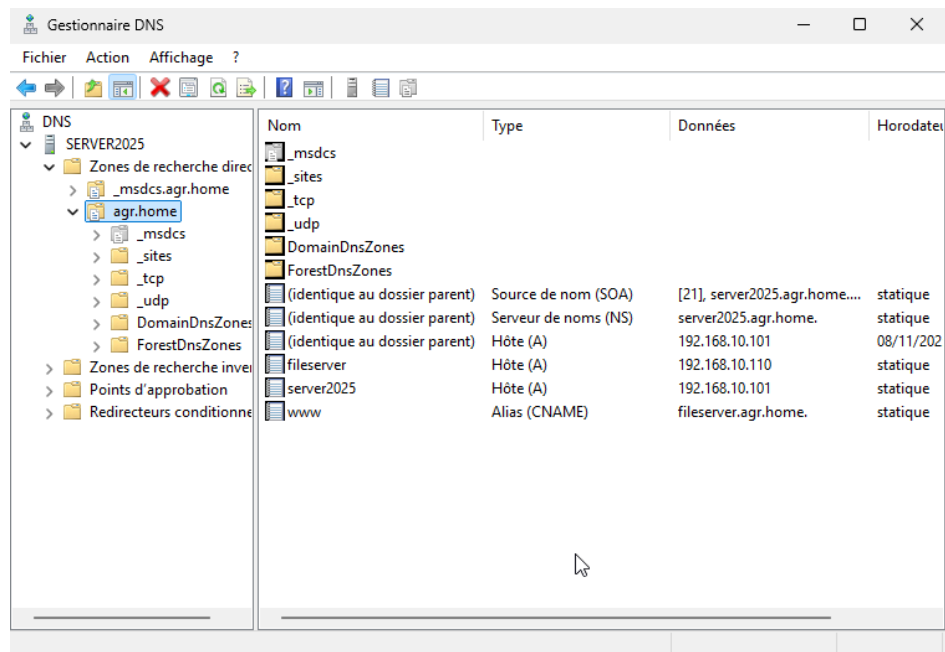 Gestionnaire DNS
Fichier Action Affichage ?
DNS
SERVER2025
Zones de recherche direc
_msdcs.agr.home
agr.home
_msdcs
_sites
_tcp
_udp
DomainDnsZones
ForestDnsZones
Zones de recherche inver
Points d'approbation
Redirecteurs conditionne
Nom Type Données Horodateu
_msdcs
_sites
_tcp
_udp
DomainDnsZones
ForestDnsZones
(identique au dossier parent) Source de nom (SOA) [21], server2025.agr.home.... statique
(identique au dossier parent) Serveur de noms (NS) server2025.agr.home. statique
(identique au dossier parent) Hôte (A) 192.168.10.101 08/11/202
fileserver Hôte (A) 192.168.10.110 statique
server2025 Hôte (A) 192.168.10.101 statique
www Alias (CNAME) fileserver.agr.home. statique